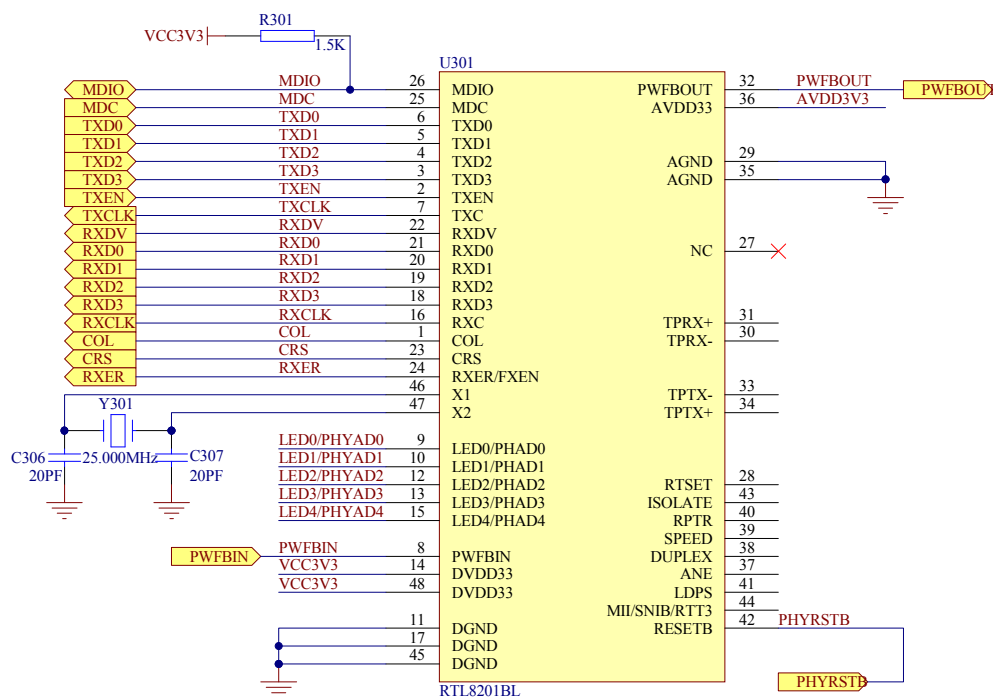 R301
VCC3V3
1.5K
U301
MDIO MDIO 26 MDIO PWFBOUT 32 PWFBOUT PWFBOUT
MDC MDC 25 MDC AVDD33 36 AVDD3V3
TXD0 TXD0 6 TXD0
TXD1 TXD1 5 TXD1
TXD2 TXD2 4 TXD2 AGND 29
TXD3 TXD3 3 TXD3 AGND 35
TXEN TXEN 2 TXEN
TXCLK TXCLK 7 TXC
RXDV RXDV 22 RXDV
RXD0 RXD0 21 RXD0 NC 27
RXD1 RXD1 20 RXD1
RXD2 RXD2 19 RXD2
RXD3 RXD3 18 RXD3
RXCLK RXCLK 16 RXC TPRX+ 31
COL COL 1 COL TPRX- 30
CRS CRS 23 CRS
RXER RXER 24 RXER/FXEN
46 X1 TPTX- 33
Y301 47 X2 TPTX+ 34
C306 25.000MHz C307
20PF 20PF
LED0/PHYAD0 9 LED0/PHAD0
LED1/PHYAD1 10 LED1/PHAD1
LED2/PHYAD2 12 LED2/PHAD2 RTSET 28
LED3/PHYAD3 13 LED3/PHAD3 ISOLATE 43
LED4/PHYAD4 15 LED4/PHAD4 RPTR 40
SPEED 39
PWFBIN PWFBIN 8 PWFBIN DUPLEX 38
VCC3V3 14 DVDD33 ANE 37
VCC3V3 48 DVDD33 LDPS 41
MII/SNIB/RTT3 44
11 DGND RESETB 42 PHYRSTB
17 DGND
45 DGND
PHYRSTB
RTL8201BL